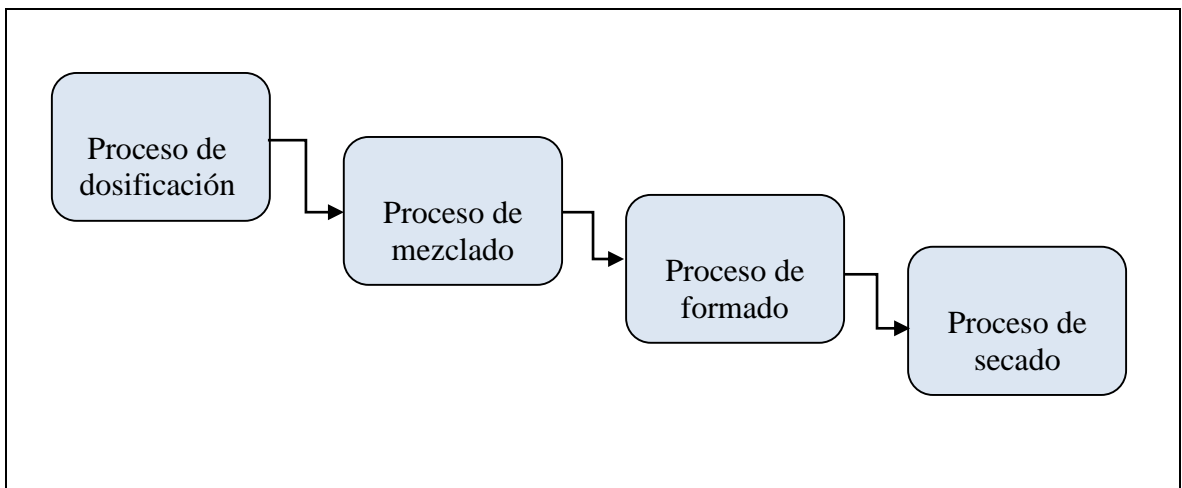 Proceso de
dosificación
Proceso de
mezclado
Proceso de
formado
Proceso de
secado